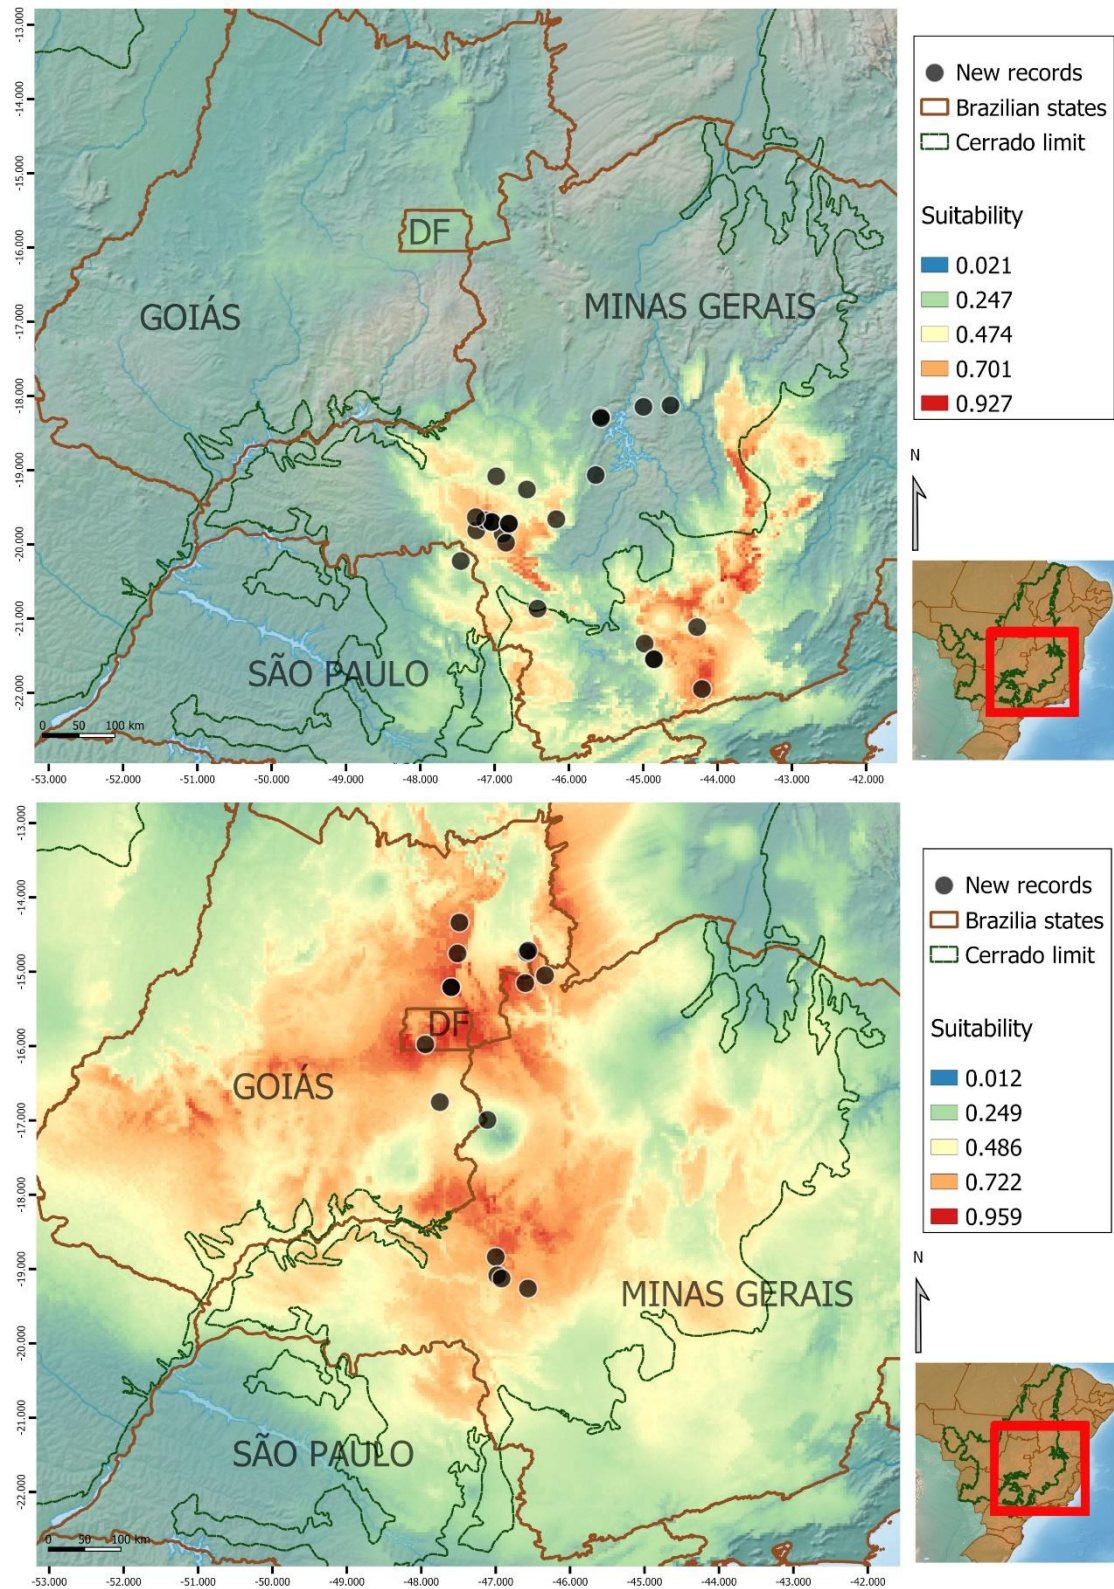 -13.000
-14.000
-15.000
-16.000
-17.000
-18.000
-19.000
-20.000
-21.000
-22.000
DF
GOIÁS
MINAS GERAIS
SÃO PAULO
0 50 100 km
-53.000 -52.000 -51.000 -50.000 -49.000 -48.000 -47.000 -46.000 -45.000 -44.000 -43.000 -42.000
New records
Brazilian states
Cerrado limit
Suitability
0.021
0.247
0.474
0.701
0.927
N
-13.000
-14.000
-15.000
-16.000
-17.000
-18.000
-19.000
-20.000
-21.000
-22.000
DF
GOIÁS
MINAS GERAIS
SÃO PAULO
0 50 100 km
-53.000 -52.000 -51.000 -50.000 -49.000 -48.000 -47.000 -46.000 -45.000 -44.000 -43.000 -42.000
New records
Brazilia states
Cerrado limit
Suitability
0.012
0.249
0.486
0.722
0.959
N